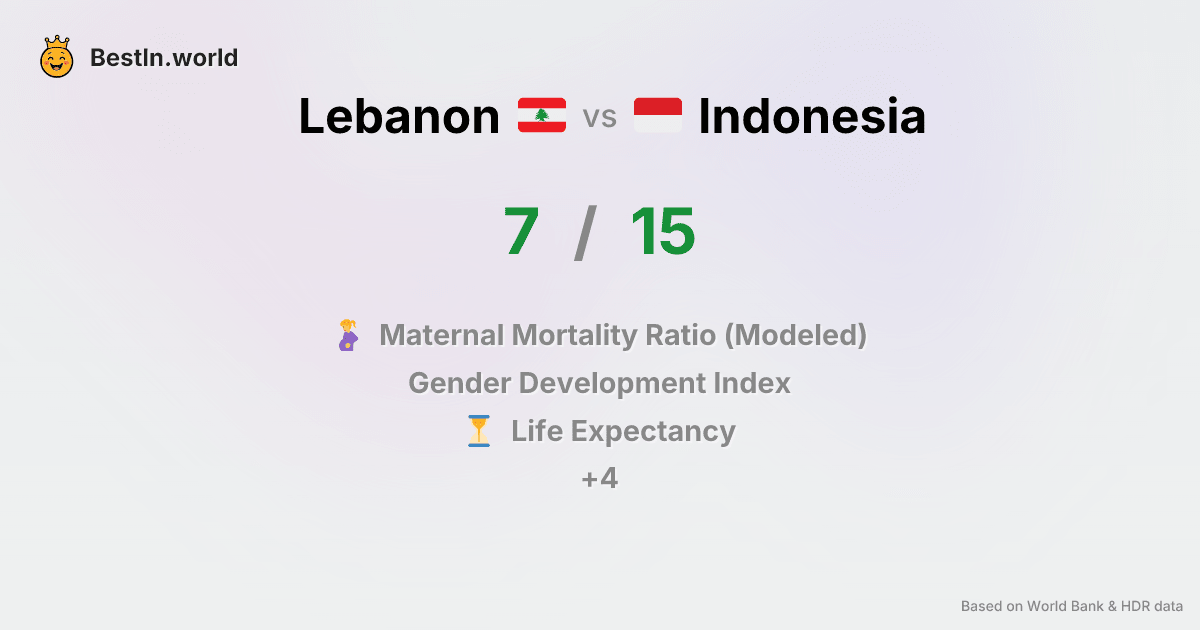 BestIn.world
Lebanon vs Indonesia
7 / 15
Maternal Mortality Ratio (Modeled)
Gender Development Index
Life Expectancy
+4
Based on World Bank & HDR data